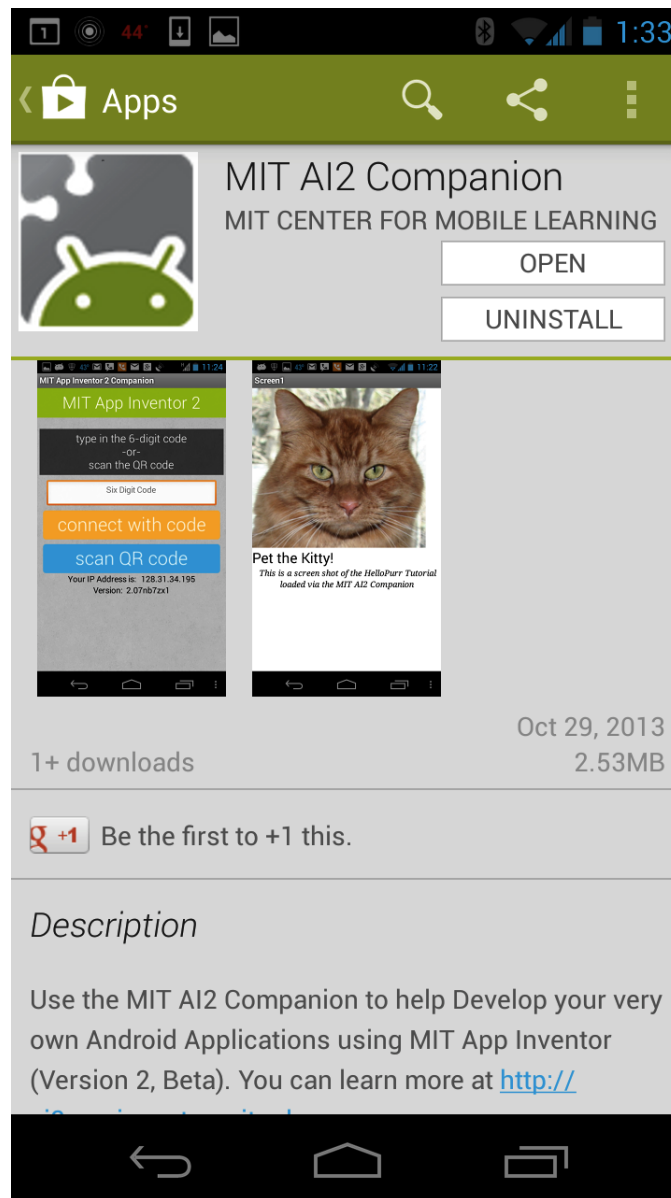 1 44° 1:33
Apps
MIT AI2 Companion
MIT CENTER FOR MOBILE LEARNING
OPEN
UNINSTALL
43° 11:24
MIT App Inventor 2 Companion
MIT App Inventor 2
type in the 6-digit code
-or-
scan the QR code
Six Digit Code
connect with code
scan QR code
Your IP Address is: 128.31.34.195
Version: 2.07nb7zx1
11:22
Screen1
Pet the Kitty!
This is a screen shot of the HelloPurr Tutorial
loaded via the MIT AI2 Companion
Oct 29, 2013
1+ downloads 2.53MB
g +1 Be the first to +1 this.
Description
Use the MIT AI2 Companion to help Develop your very
own Android Applications using MIT App Inventor
(Version 2, Beta). You can learn more at http://